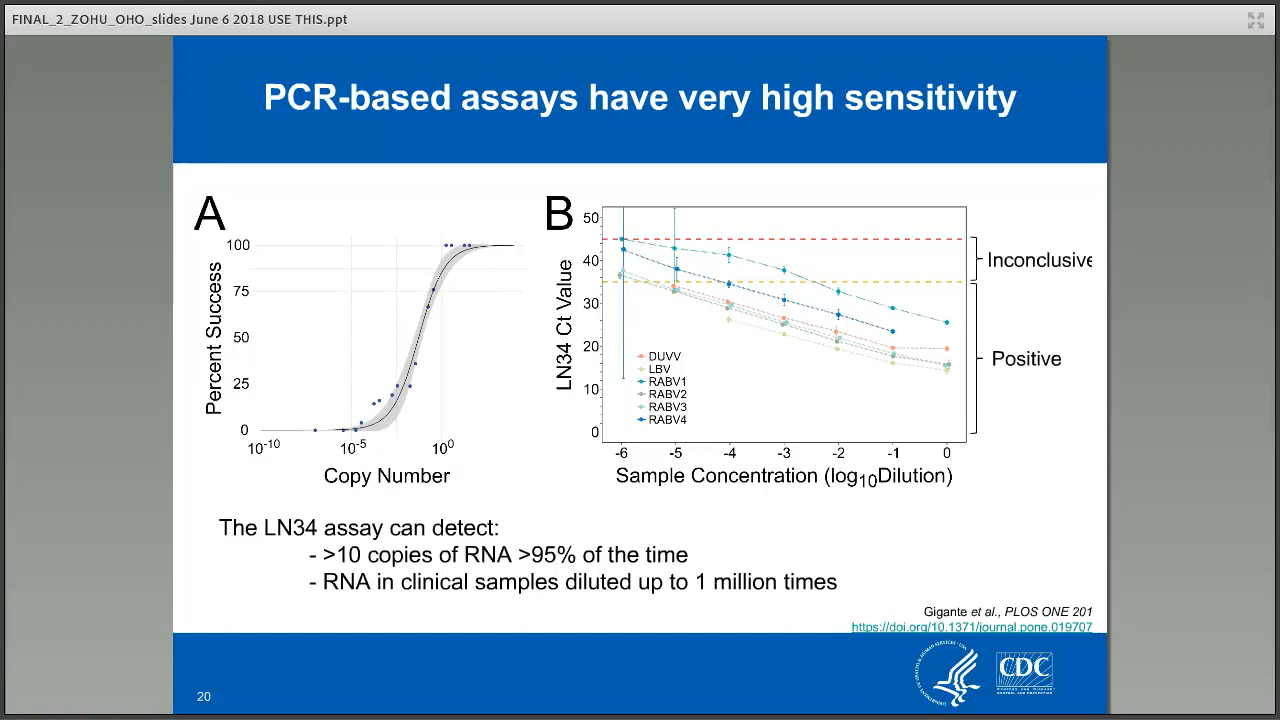 FINAL_2_ZOHU_OHO_slides June 6 2018 USE THIS.ppt
PCR-based assays have very high sensitivity
A
Percent Success
100
75
50
25
0
10-10
10-5
100
Copy Number
B
LN34 Ct Value
50
40
30
20
10
0
DUVV
LBV
RABV1
RABV2
RABV3
RABV4
-6 -5 -4 -3 -2 -1 0
Sample Concentration (log10Dilution)
Inconclusive
Positive
The LN34 assay can detect:
- >10 copies of RNA >95% of the time
- RNA in clinical samples diluted up to 1 million times
Gigante et al., PLOS ONE 201
https://doi.org/10.1371/journal.pone.019707
20
CDC